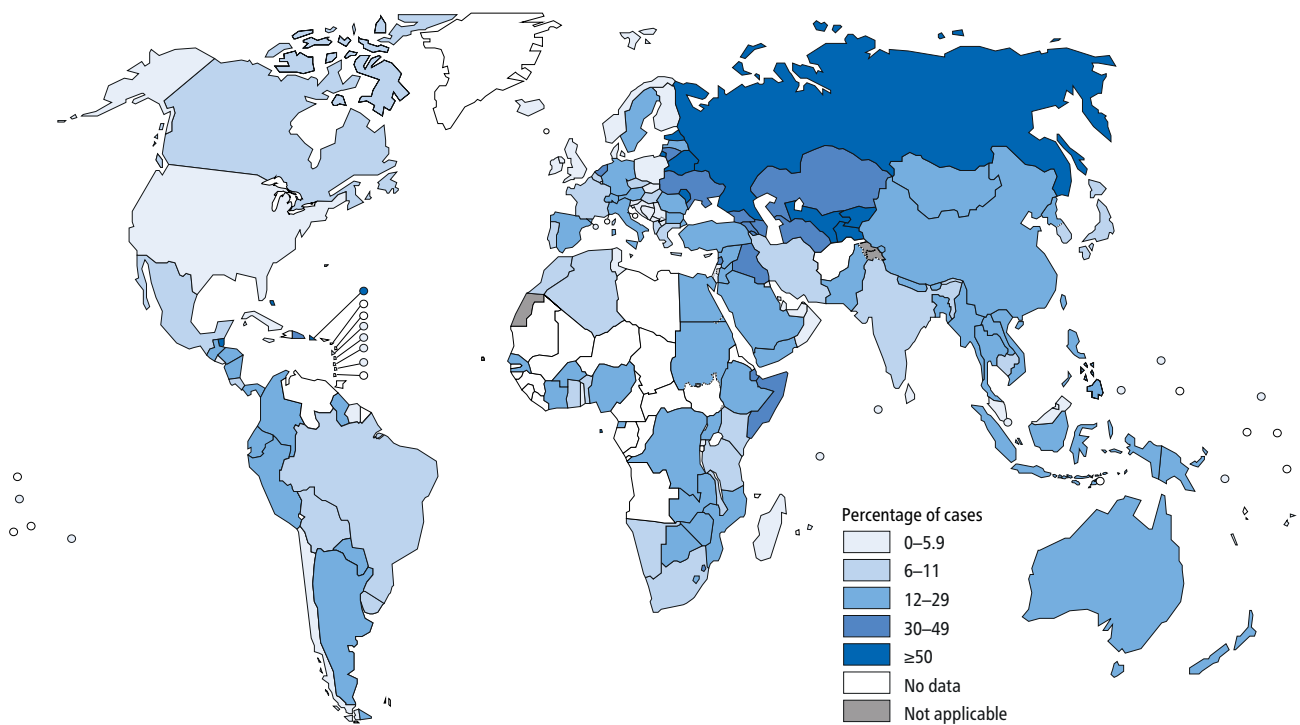 Percentage of cases
0–5.9
6–11
12–29
30–49
≥50
No data
Not applicable